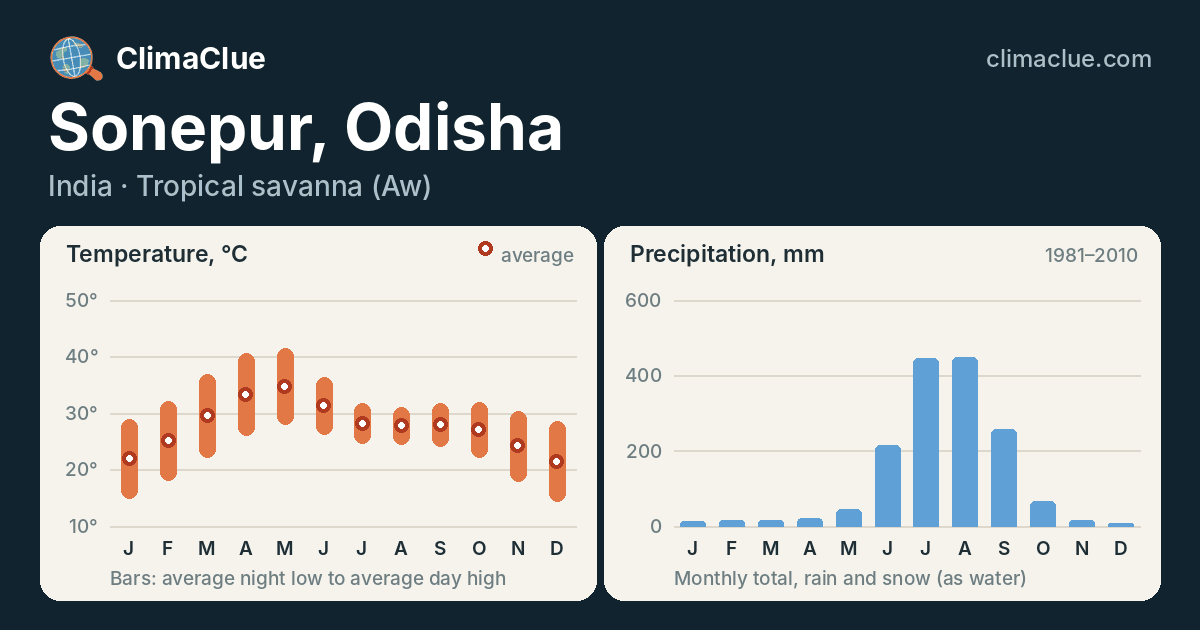 ClimaClue
climaclue.com
Sonepur, Odisha
India · Tropical savanna (Aw)
Temperature, °C
average
50°
40°
30°
20°
10°
J F M A M J J A S O N D
Bars: average night low to average day high
Precipitation, mm
1981–2010
600
400
200
0
J F M A M J J A S O N D
Monthly total, rain and snow (as water)